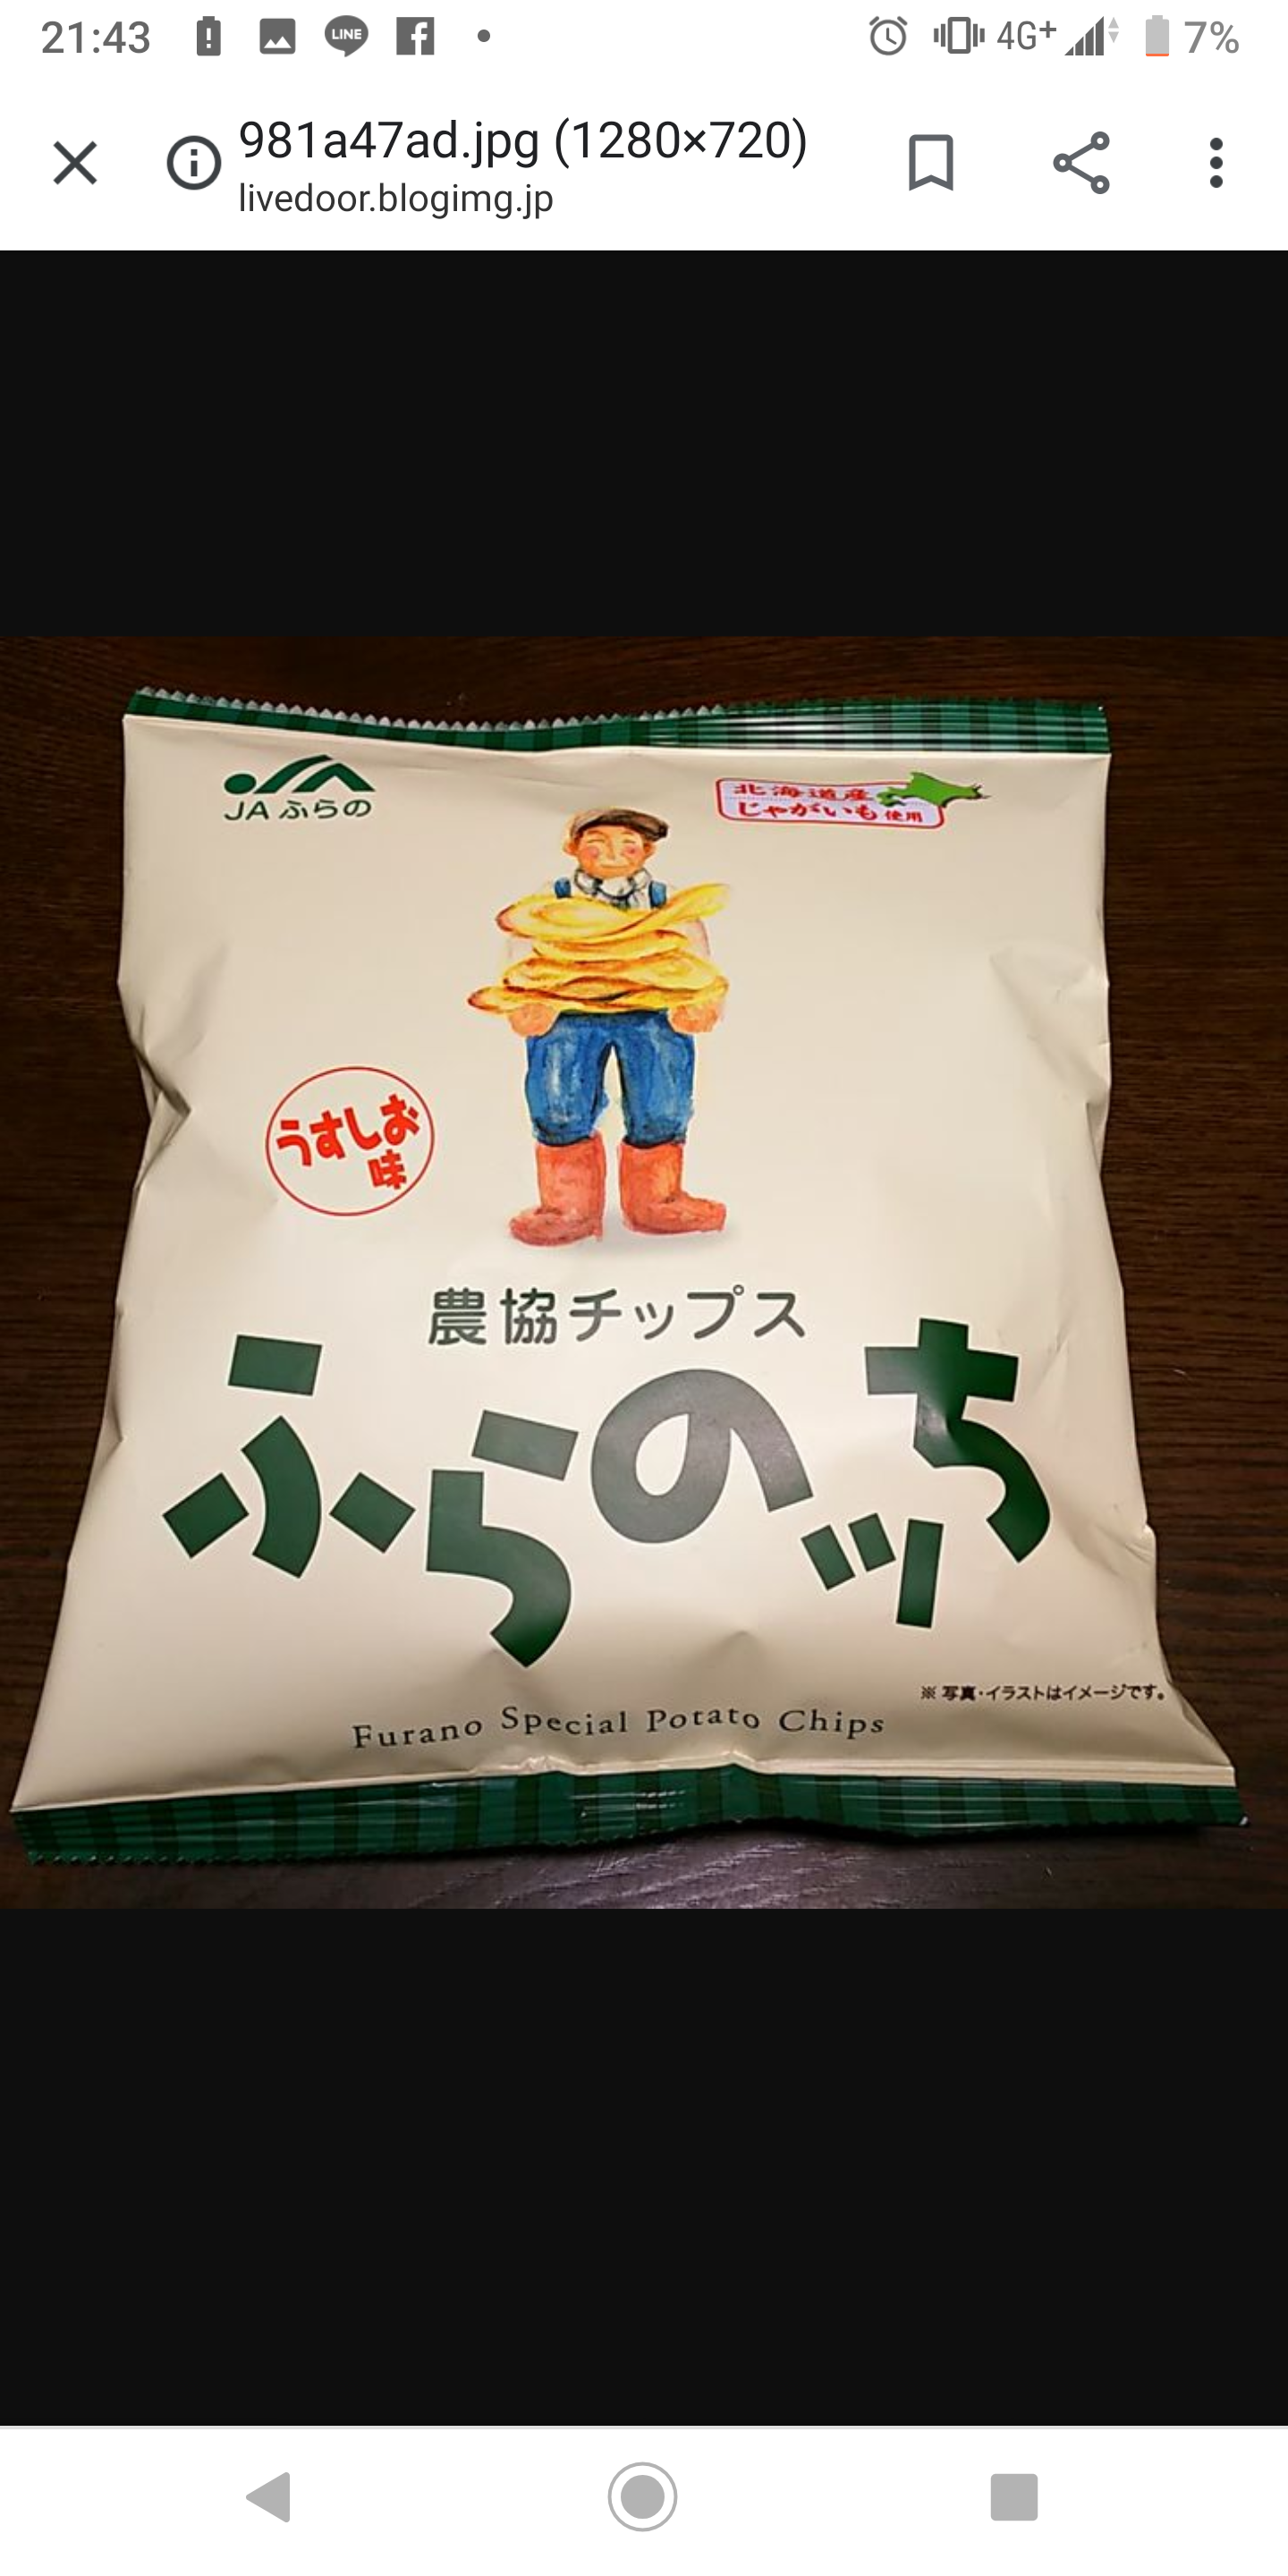 21:43
LINE
4G+
7%
981a47ad.jpg (1280×720)
livedoor.blogimg.jp
JAふらの
北海道産
じゃがいも使用
うすしお
味
農協チップス
ふらのッち
※写真・イラストはイメージです。
Furano Special Potato Chips